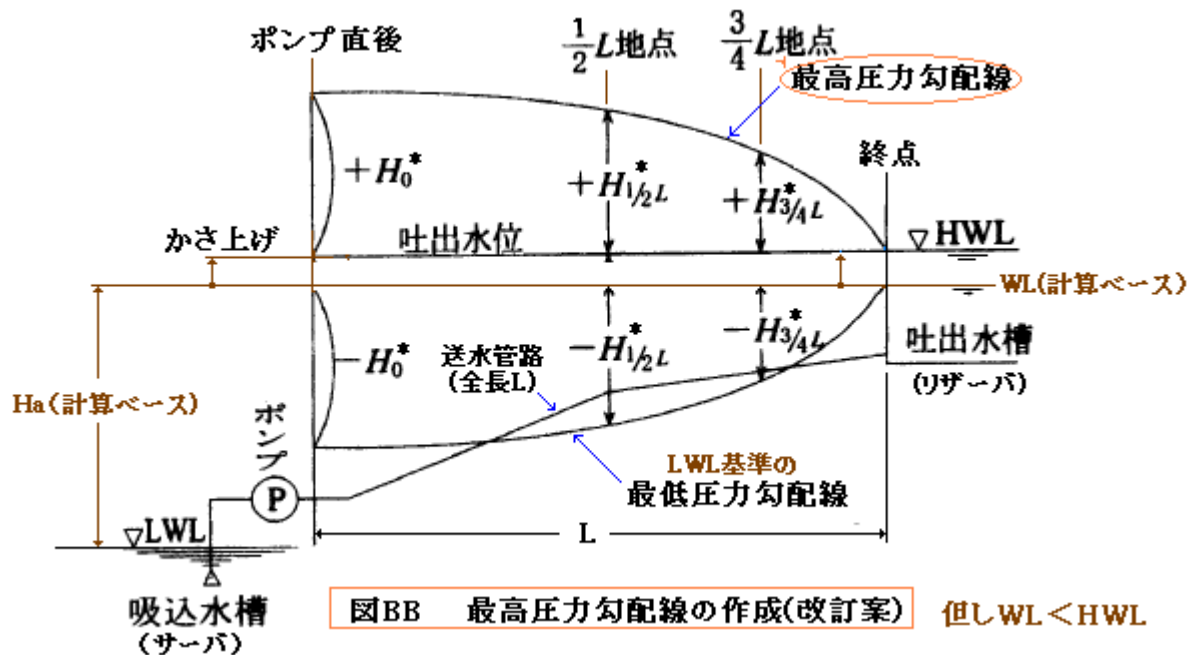 ポンプ直後
1/2 L地点
3/4 L地点
最高圧力勾配線
終点
+H0*
+H1/2L*
+H3/4L*
かさ上げ
吐出水位
▽HWL
WL(計算ベース)
-H0*
-H1/2L*
-H3/4L*
送水管路
(全長L)
吐出水槽
(リザーバ)
Ha(計算ベース)
ポンプ
P
LWL基準の
最低圧力勾配線
▽LWL
L
吸込水槽
(サーバ)
図BB 最高圧力勾配線の作成(改訂案)
但しWL<HWL